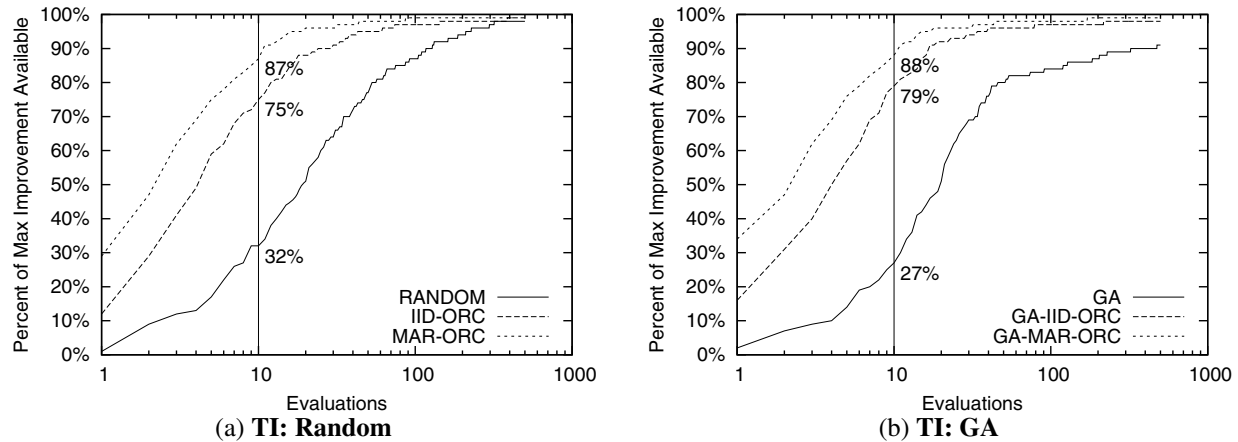 Percent of Max Improvement Available
100%
90%
80%
70%
60%
50%
40%
30%
20%
10%
0%
87%
75%
32%
RANDOM
IID-ORC
MAR-ORC
1 10 100 1000
Evaluations
(a) TI: Random
Percent of Max Improvement Available
100%
90%
80%
70%
60%
50%
40%
30%
20%
10%
0%
88%
79%
27%
GA
GA-IID-ORC
GA-MAR-ORC
1 10 100 1000
Evaluations
(b) TI: GA